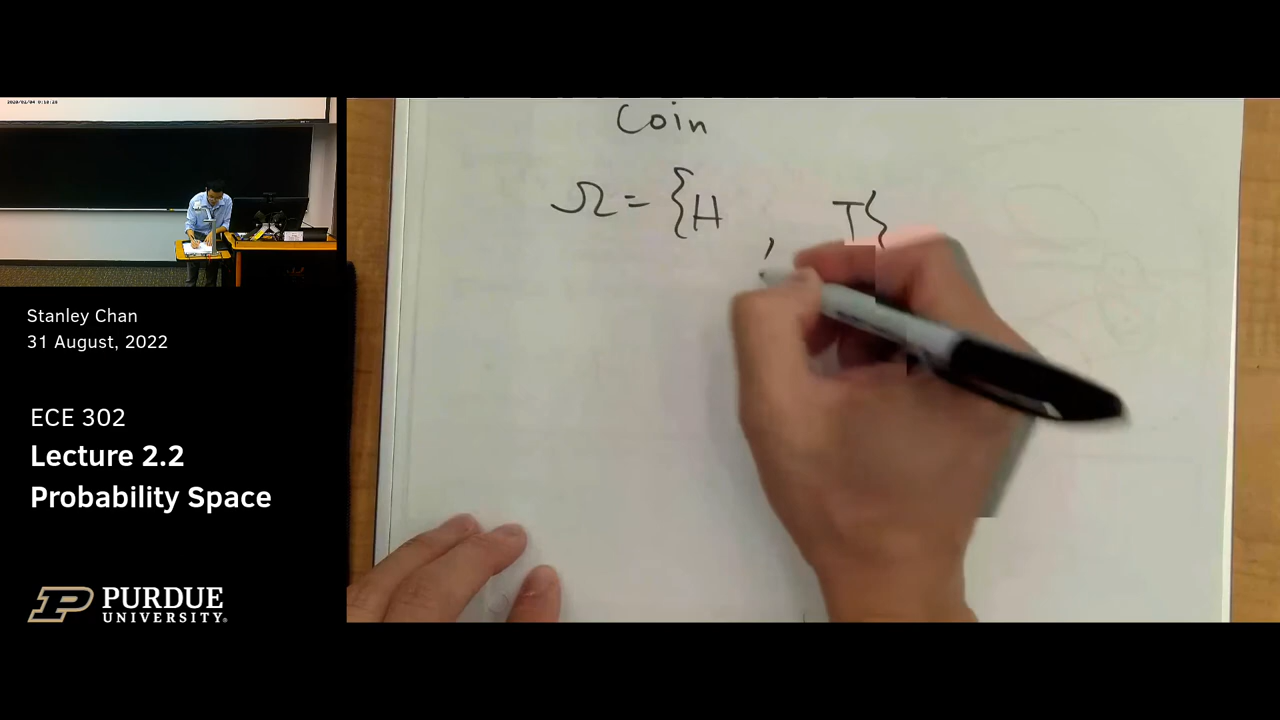 Coin
Ω = {H , T}
Stanley Chan
31 August, 2022
ECE 302
Lecture 2.2
Probability Space
PURDUE
UNIVERSITY